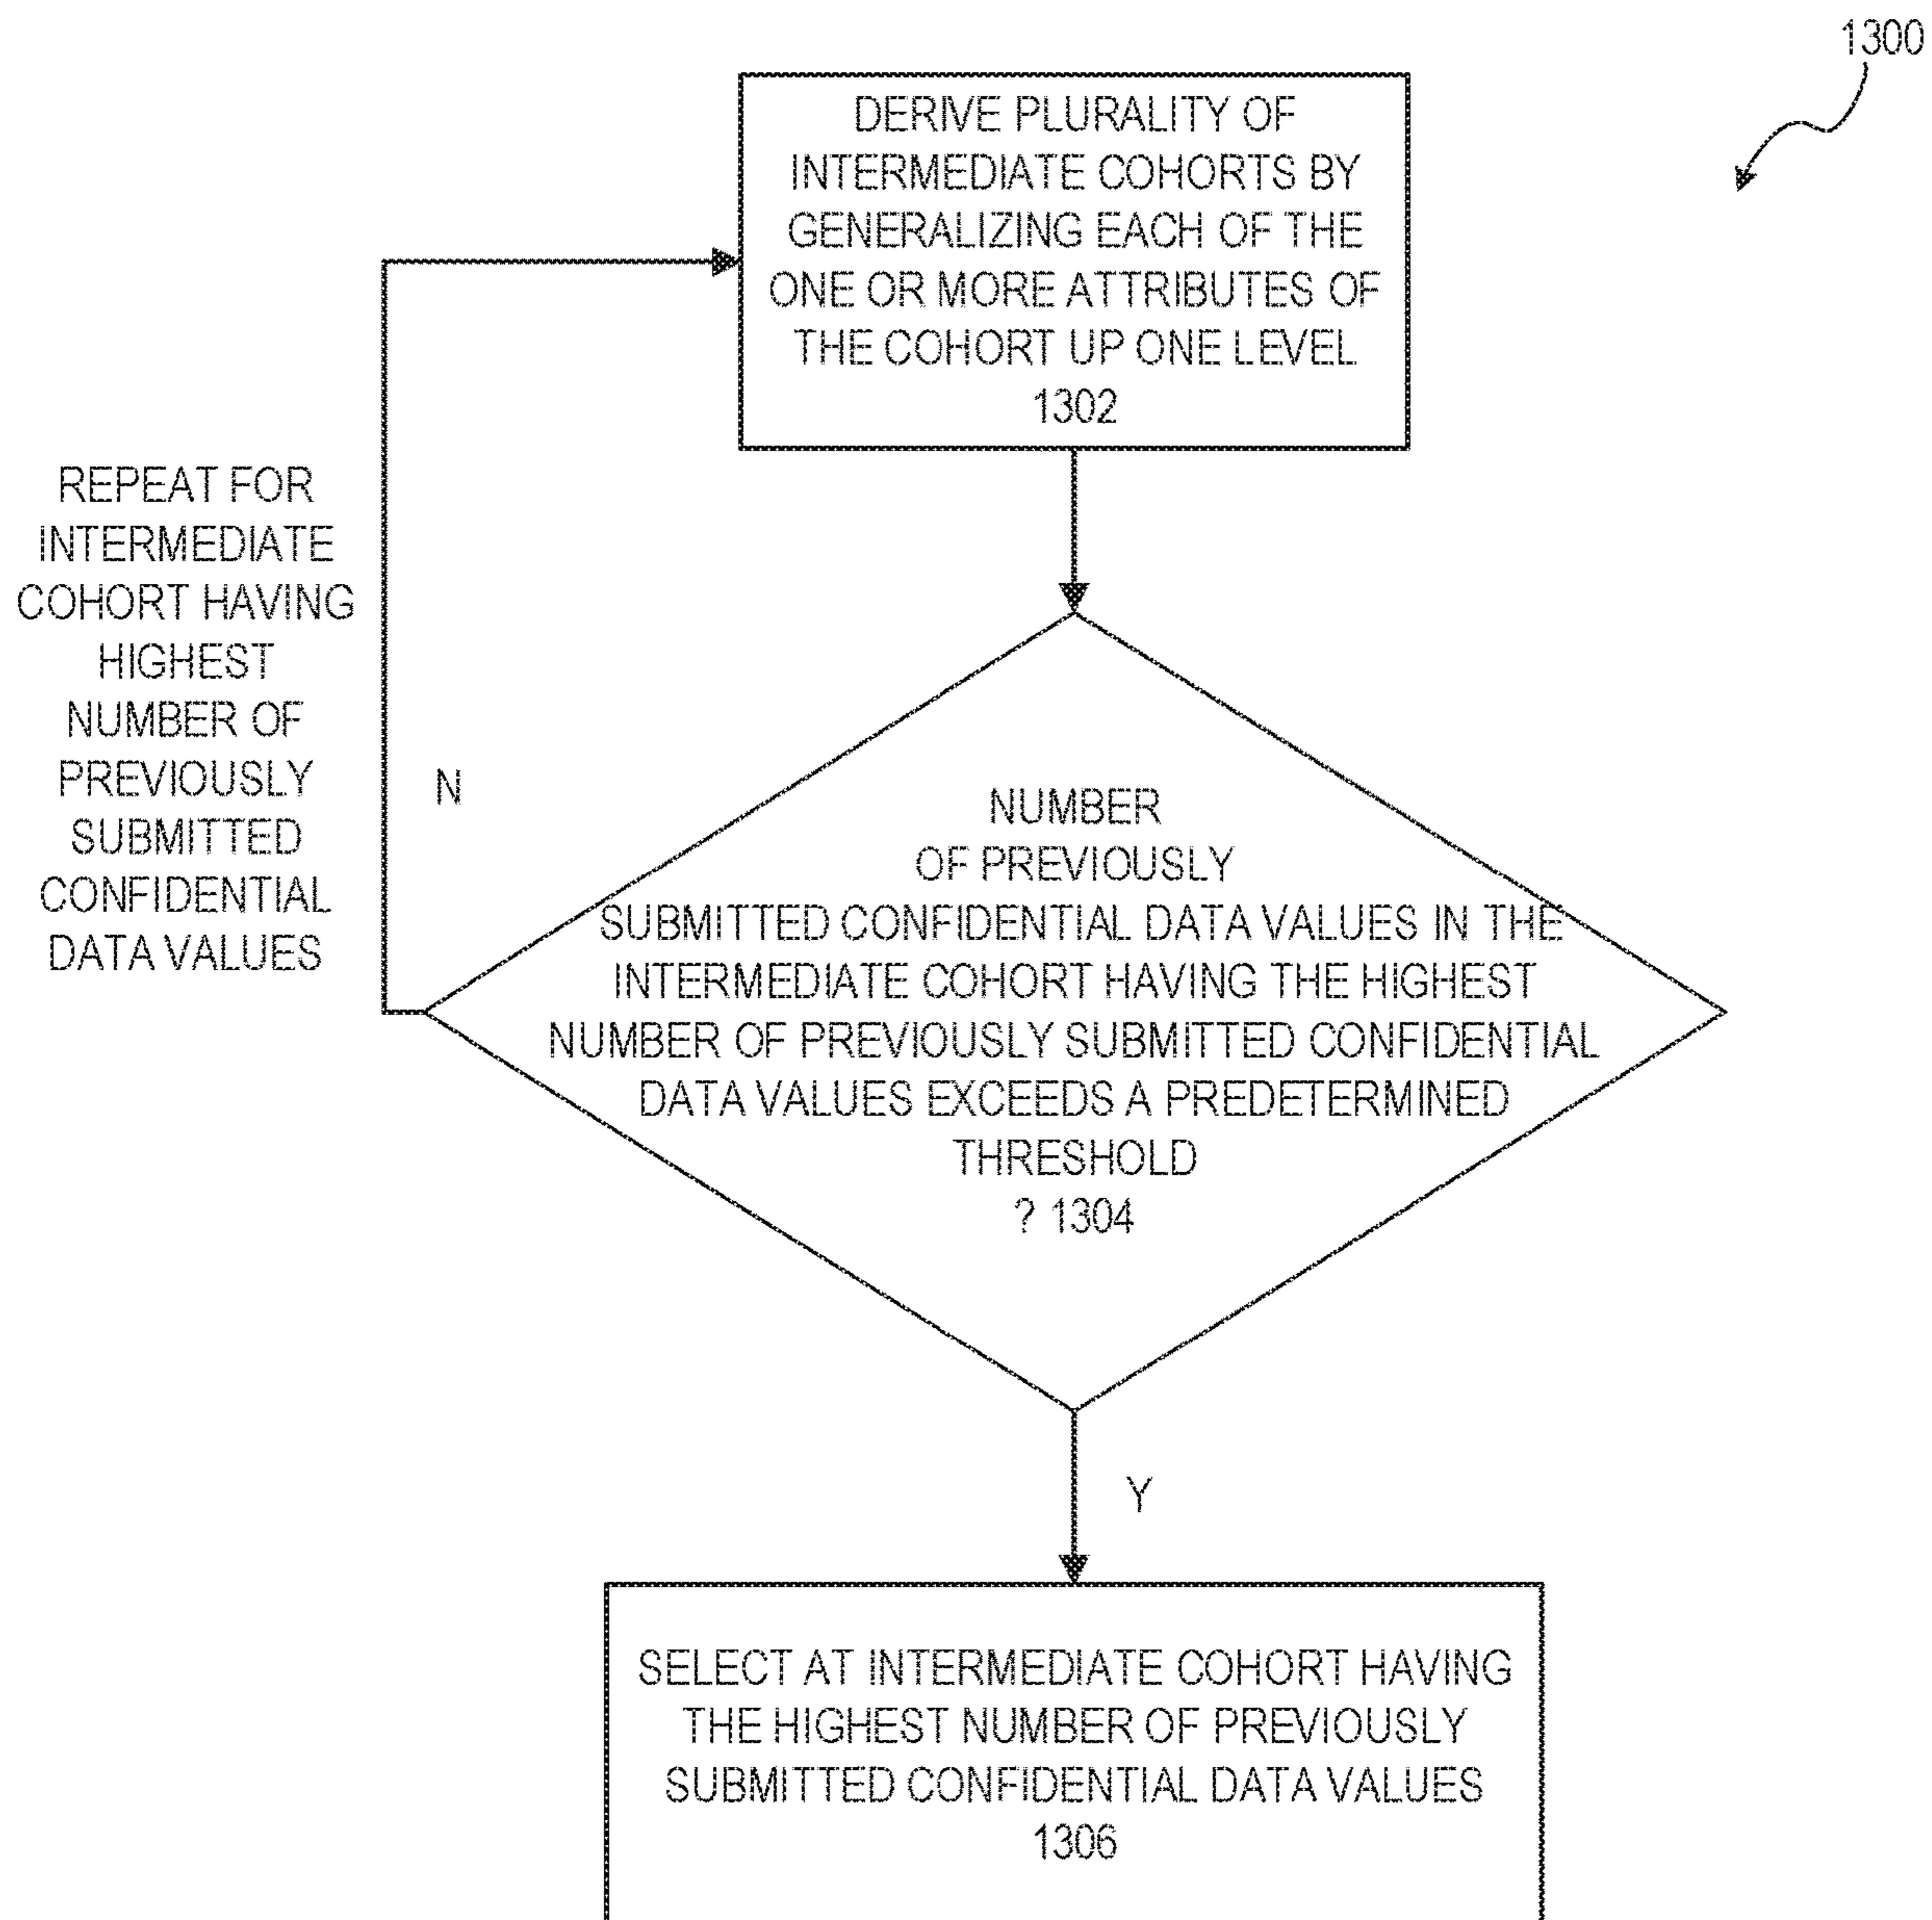 1300
DERIVE PLURALITY OF
INTERMEDIATE COHORTS BY
GENERALIZING EACH OF THE
ONE OR MORE ATTRIBUTES OF
THE COHORT UP ONE LEVEL
1302
REPEAT FOR
INTERMEDIATE
COHORT HAVING
HIGHEST
NUMBER OF
PREVIOUSLY
SUBMITTED
CONFIDENTIAL
DATA VALUES
N
NUMBER
OF PREVIOUSLY
SUBMITTED CONFIDENTIAL DATA VALUES IN THE
INTERMEDIATE COHORT HAVING THE HIGHEST
NUMBER OF PREVIOUSLY SUBMITTED CONFIDENTIAL
DATA VALUES EXCEEDS A PREDETERMINED
THRESHOLD
? 1304
Y
SELECT AT INTERMEDIATE COHORT HAVING
THE HIGHEST NUMBER OF PREVIOUSLY
SUBMITTED CONFIDENTIAL DATA VALUES
1306